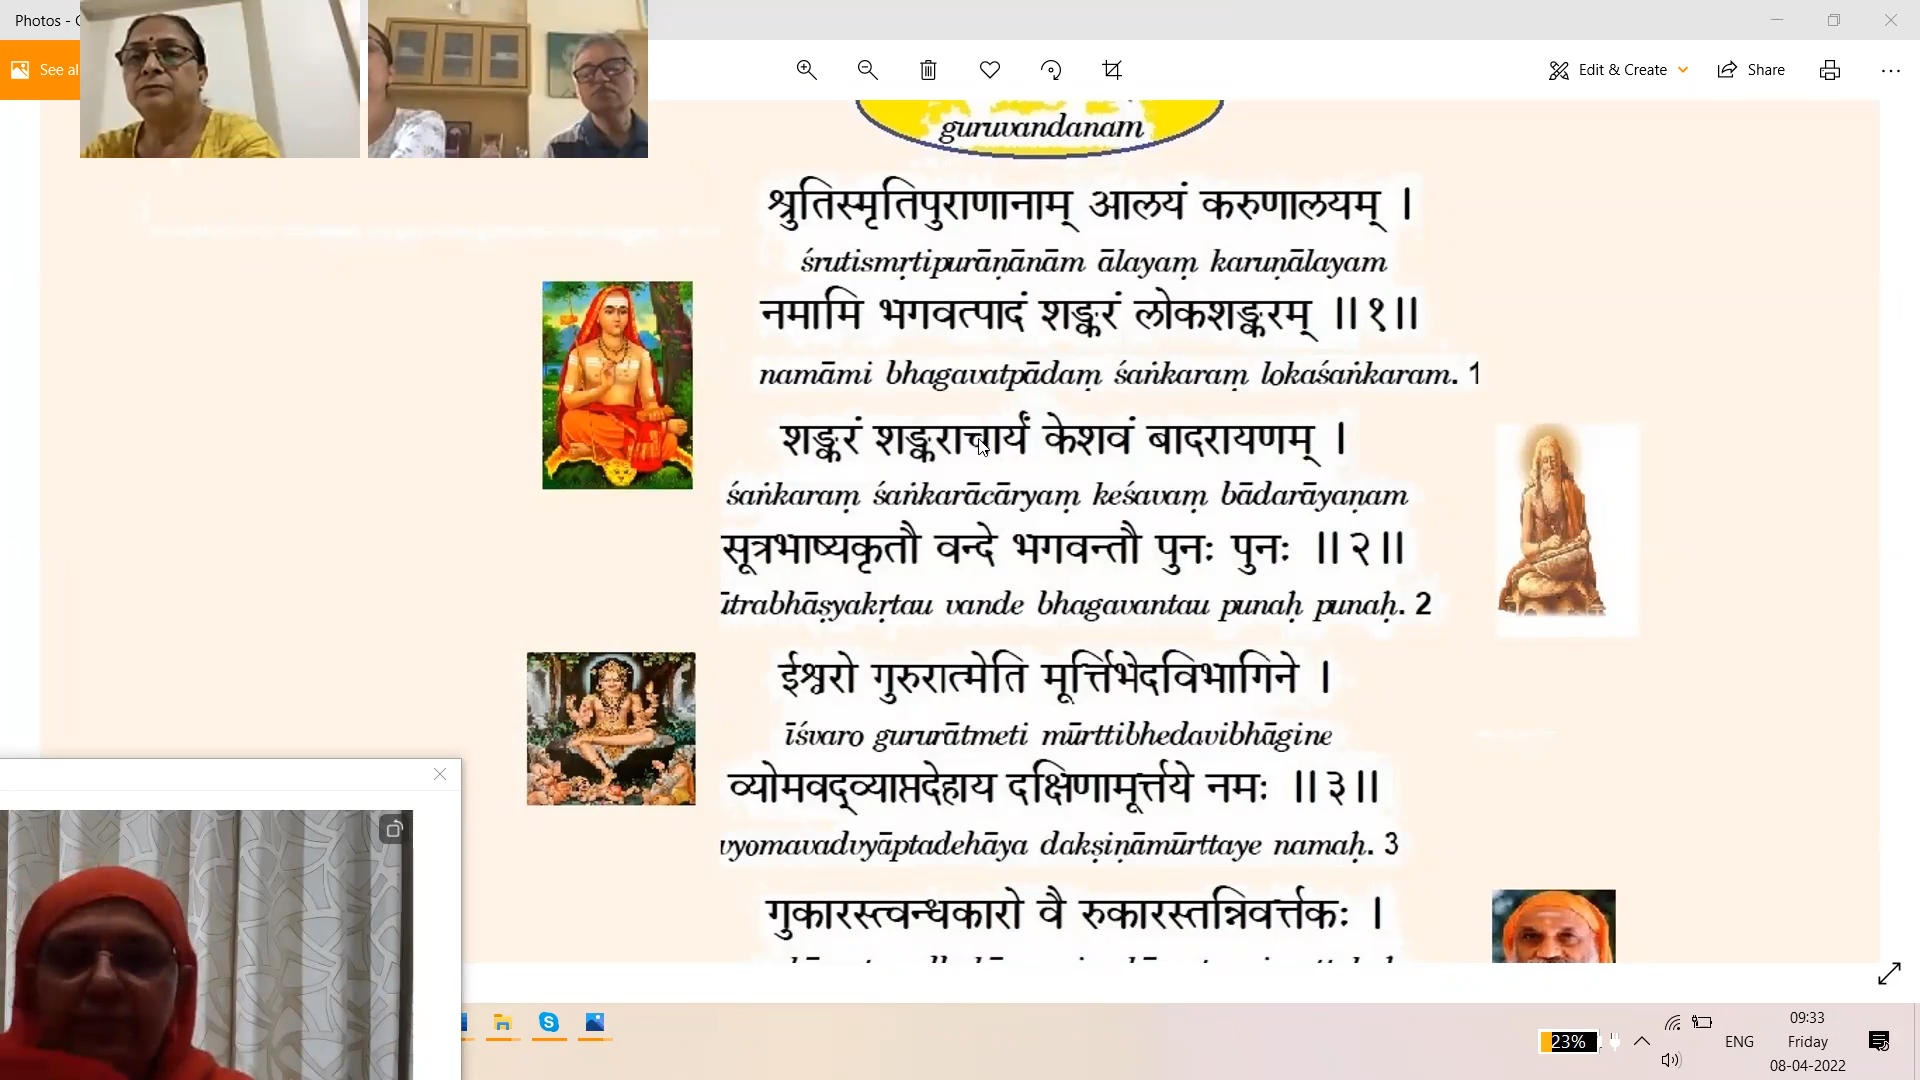 Photos -
See al
Edit & Create
Share
guruvandanam
श्रुतिस्मृतिपुराणानाम् आलयं करुणालयम् ।
śrutismṛtipurāṇānām ālayaṃ karuṇālayam
नमामि भगवत्पादं शङ्करं लोकशङ्करम् ॥१॥
namāmi bhagavatpādaṃ śaṅkaraṃ lokaśaṅkaram. 1
शङ्करं शङ्कराचार्यं केशवं बादरायणम् ।
śaṅkaraṃ śaṅkarācāryaṃ keśavaṃ bādarāyaṇam
सूत्रभाष्यकृतौ वन्दे भगवन्तौ पुनः पुनः ॥२॥
ūtrabhāṣyakṛtau vande bhagavantau punaḥ punaḥ. 2
ईश्वरो गुरुरात्मेति मूर्त्तिभेदविभागिने ।
īśvaro gururātmeti mūrttibhedavibhāgine
व्योमवद्व्याप्तदेहाय दक्षिणामूर्त्तये नमः ॥३॥
vyomavadvyāptadehāya dakṣiṇāmūrttaye namaḥ. 3
गुकारस्त्वन्धकारो वै रुकारस्तन्निवर्त्तकः ।
23%
ENG
09:33
Friday
08-04-2022